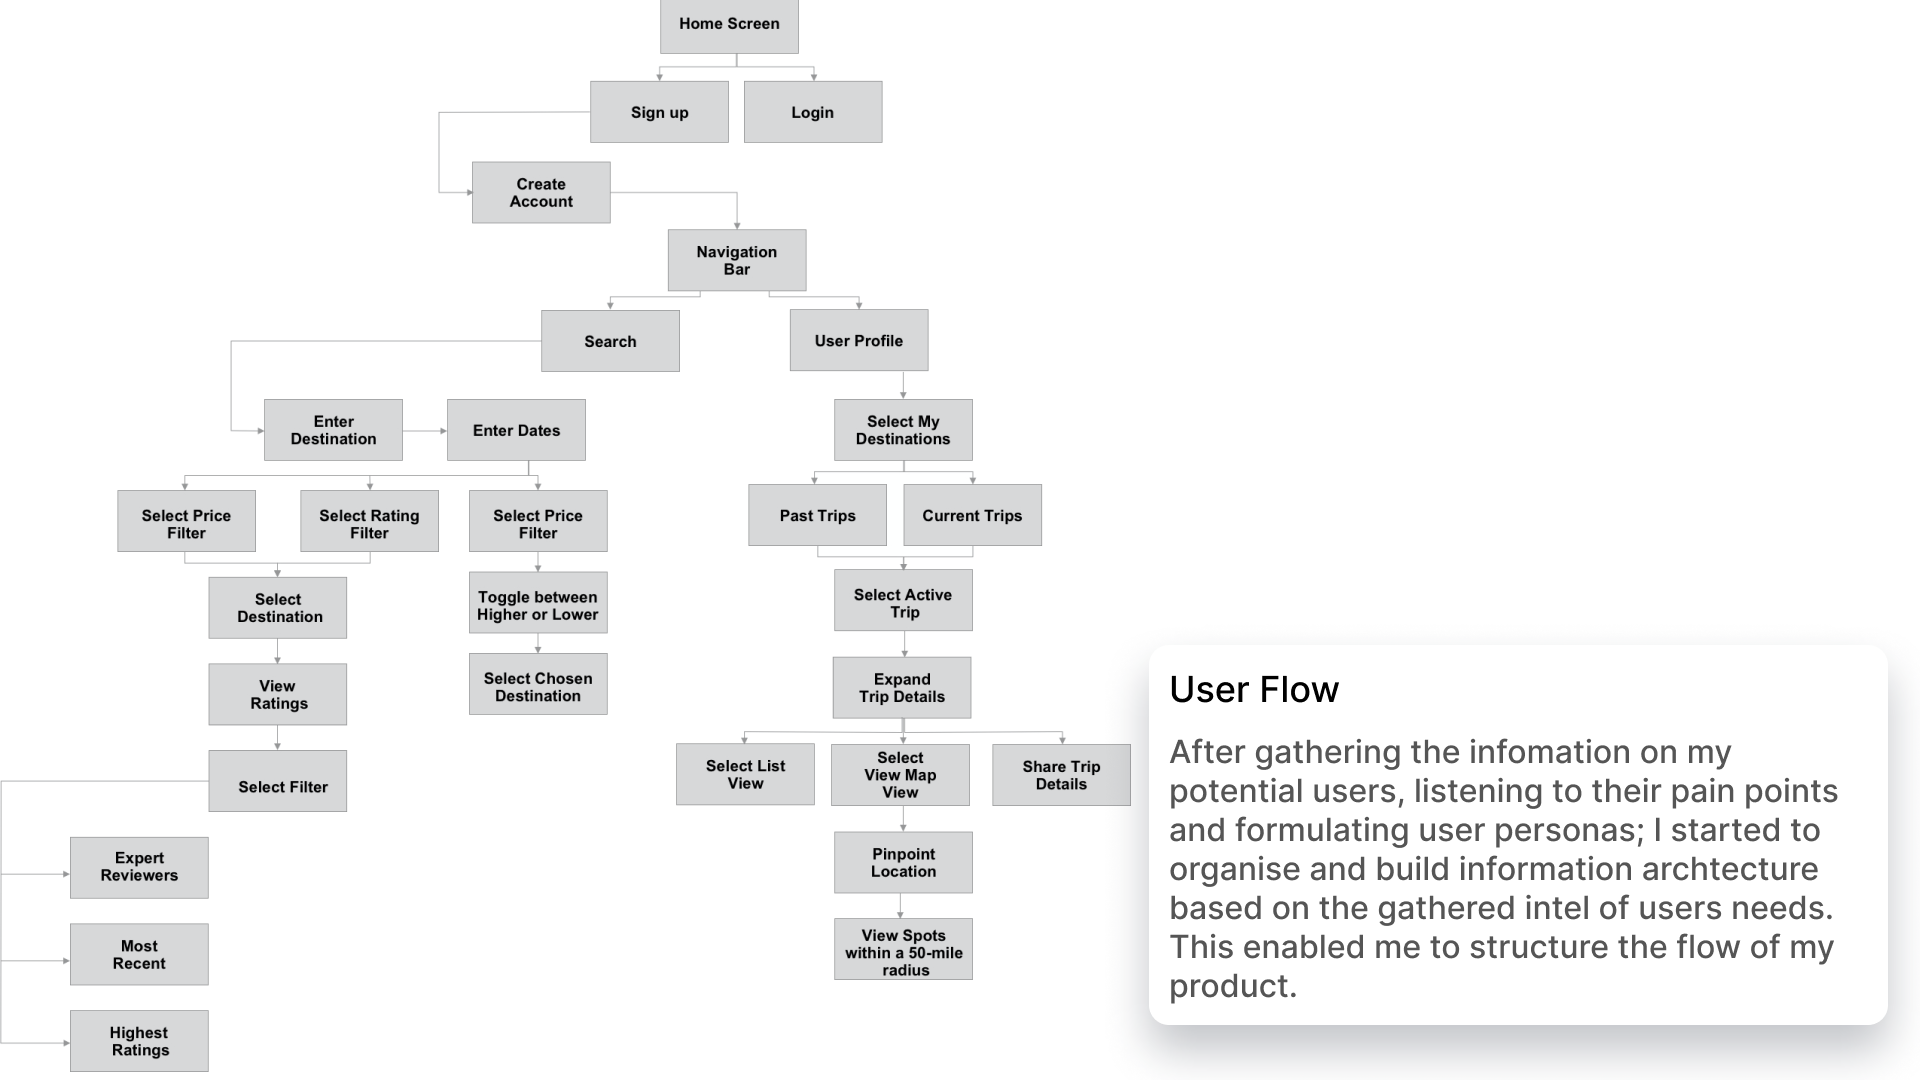 Home Screen
Sign up
Login
Create
Account
Navigation
Bar
Search
User Profile
Enter
Destination
Enter Dates
Select My
Destinations
Select Price
Filter
Select Rating
Filter
Select Price
Filter
Past Trips
Current Trips
Select
Destination
Toggle between
Higher or Lower
Select Active
Trip
View
Ratings
Select Chosen
Destination
Expand
Trip Details
Select Filter
Select List
View
Select
View Map
View
Share Trip
Details
Expert
Reviewers
Pinpoint
Location
Most
Recent
View Spots
within a 50-mile
radius
Highest
Ratings
User Flow
After gathering the infomation on my
potential users, listening to their pain points
and formulating user personas; I started to
organise and build information archtecture
based on the gathered intel of users needs.
This enabled me to structure the flow of my
product.